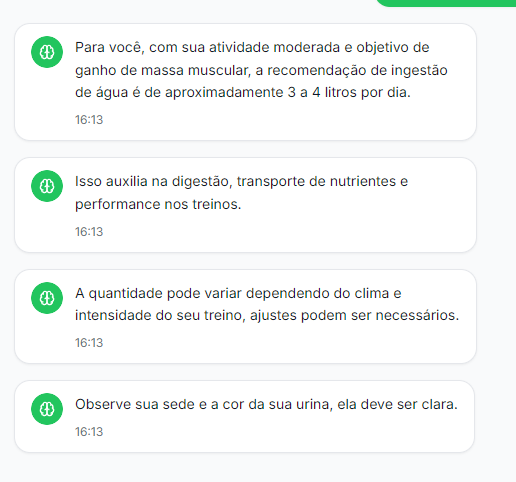 Para você, com sua atividade moderada e objetivo de
ganho de massa muscular, a recomendação de ingestão
de água é de aproximadamente 3 a 4 litros por dia.
16:13
Isso auxilia na digestão, transporte de nutrientes e
performance nos treinos.
16:13
A quantidade pode variar dependendo do clima e
intensidade do seu treino, ajustes podem ser necessários.
16:13
Observe sua sede e a cor da sua urina, ela deve ser clara.
16:13